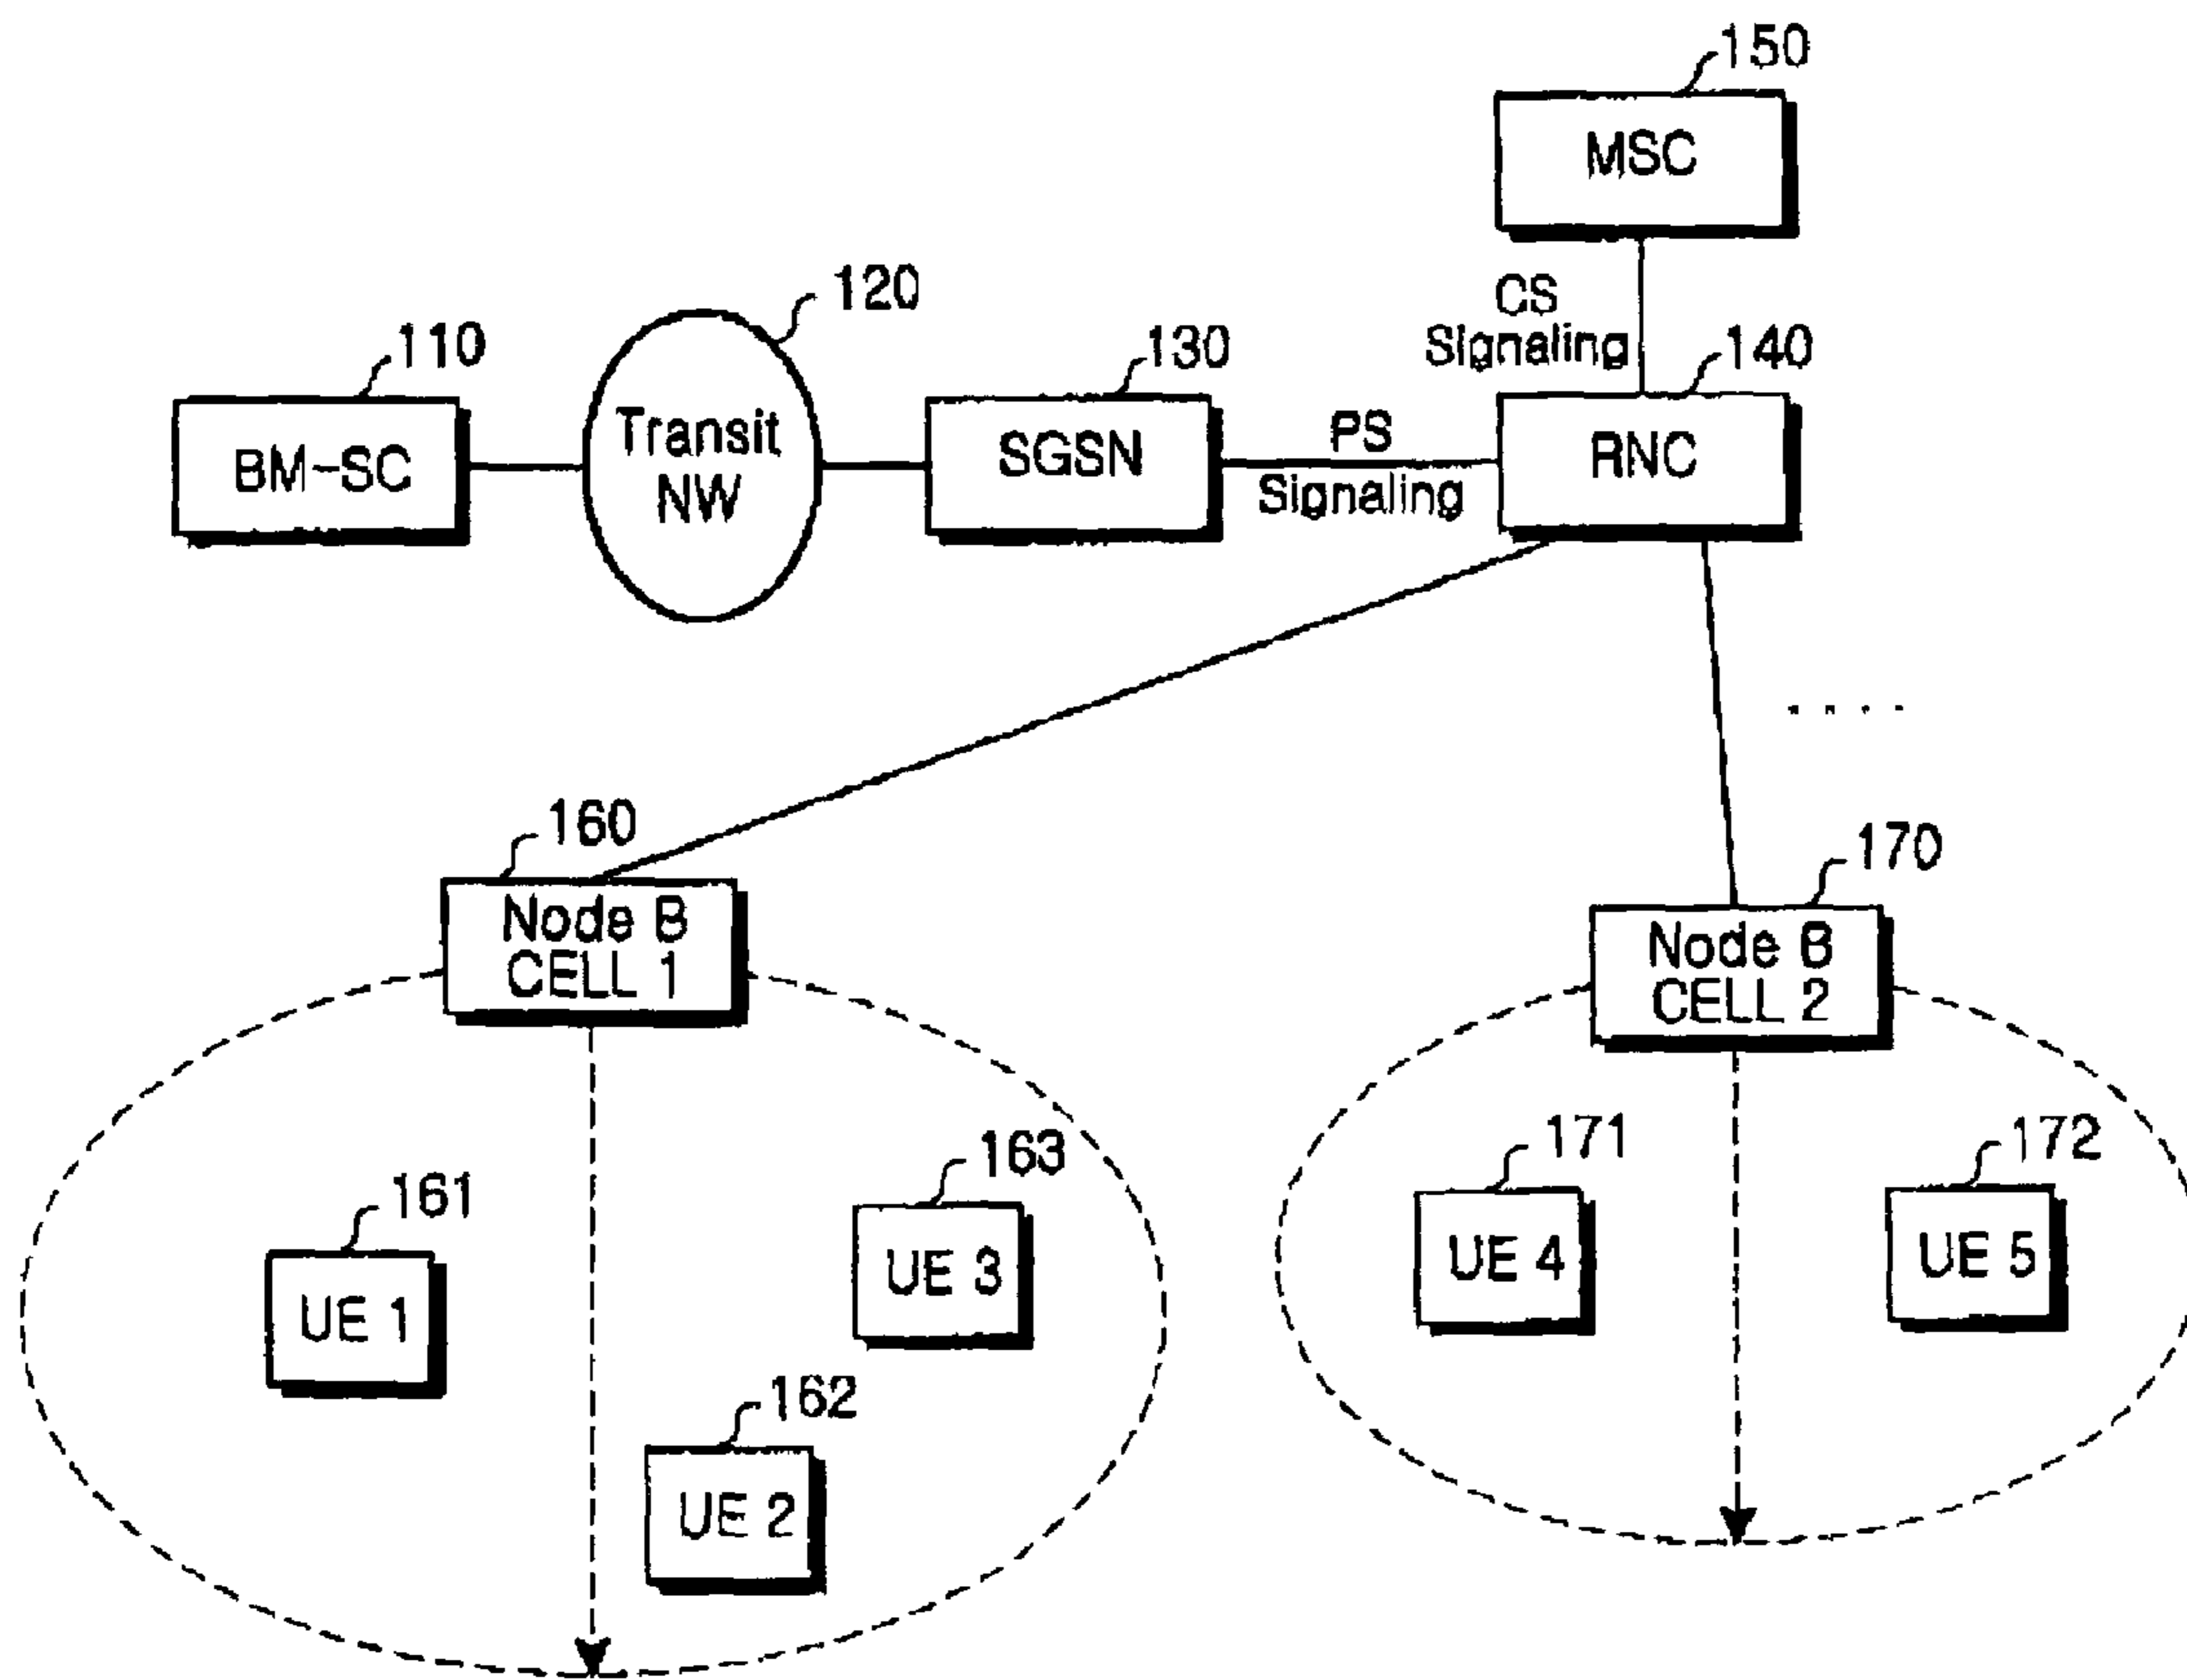 150
MSC
CS
Signaling
120
110
130
140
Transit
NW
BM-SC
SGSN
PS
Signaling
RNC
. . . .
160
170
Node B
CELL 1
Node B
CELL 2
161
163
171
172
UE 1
UE 3
UE 4
UE 5
162
UE 2